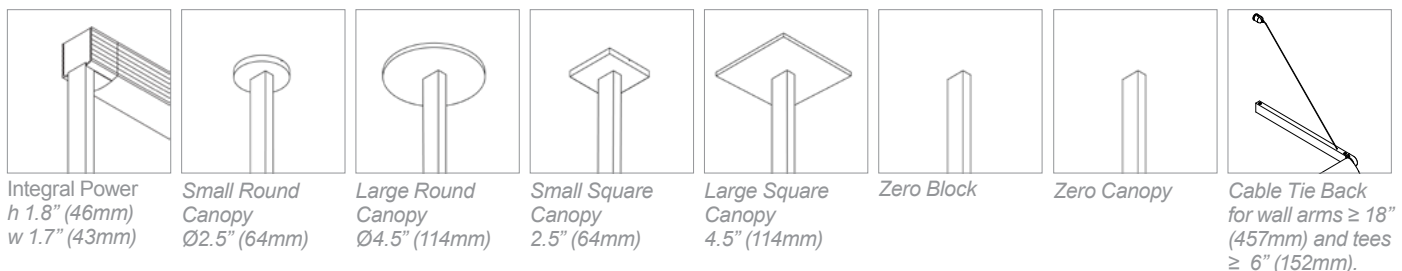 Integral Power
h 1.8” (46mm)
w 1.7” (43mm)
Small Round
Canopy
Ø2.5” (64mm)
Large Round
Canopy
Ø4.5” (114mm)
Small Square
Canopy
2.5” (64mm)
Large Square
Canopy
4.5” (114mm)
Zero Block
Zero Canopy
Cable Tie Back
for wall arms ≥ 18”
(457mm) and tees
≥ 6” (152mm).